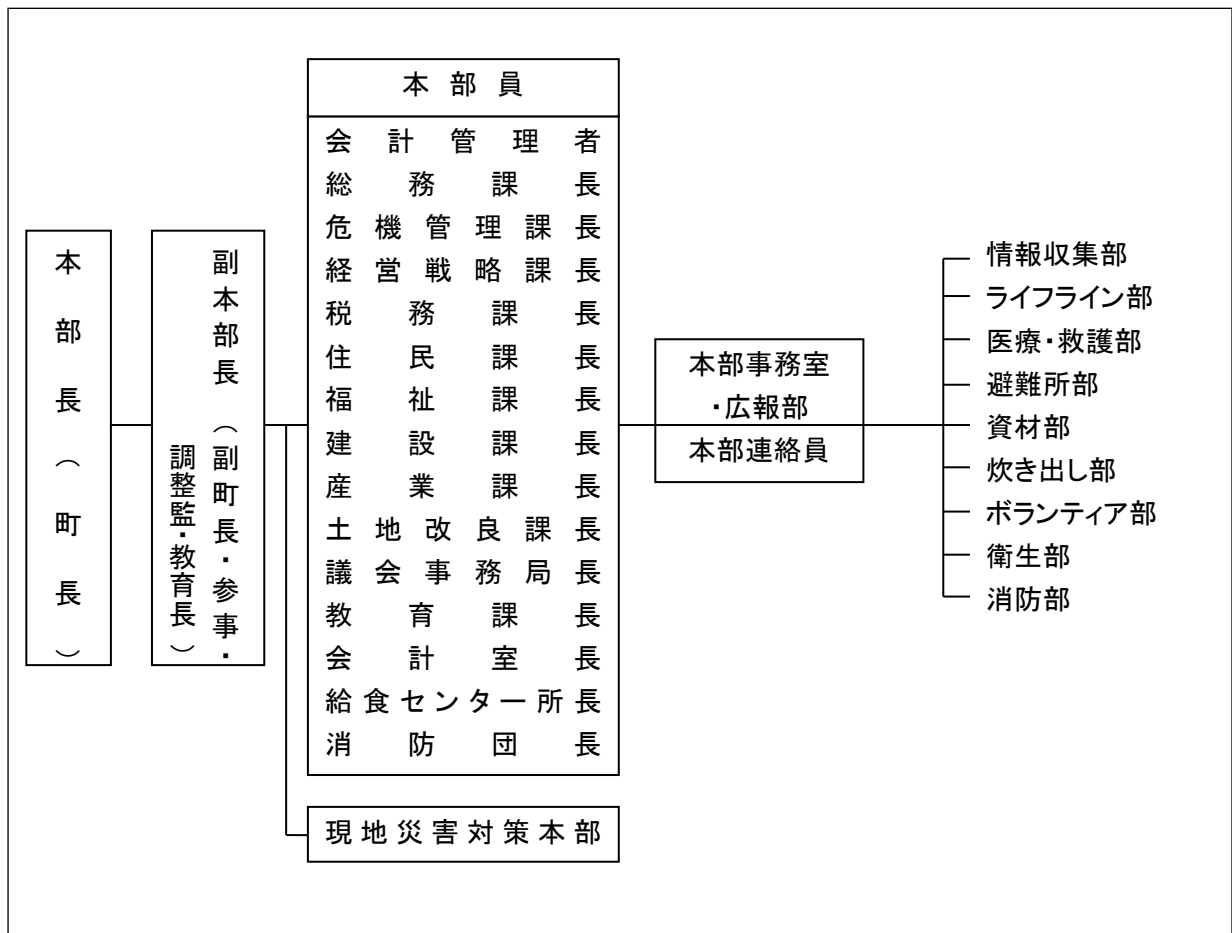 本部長（町長）
副本部長（副町長・参事・
調整監・教育長）
本部員
会計管理者
総務課長
危機管理課長
経営戦略課長
税務課長
住民課長
福祉課長
建設課長
産業課長
土地改良課長
議会事務局長
教育課長
会計室長
給食センター所長
消防団長
現地災害対策本部
本部事務室
・広報部
本部連絡員
情報収集部
ライフライン部
医療・救護部
避難所部
資材部
炊き出し部
ボランティア部
衛生部
消防部